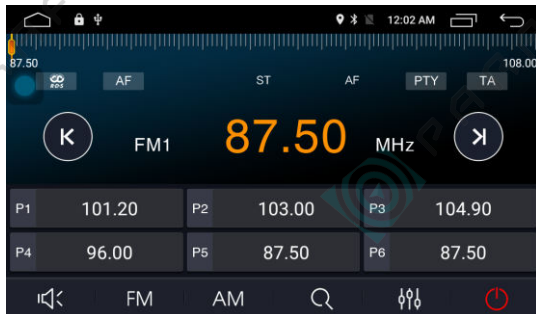 12:02 AM
87.50 108.00
RDS AF ST AF PTY TA
FM1 87.50 MHz
P1 101.20 P2 103.00 P3 104.90
P4 96.00 P5 87.50 P6 87.50
FM AM